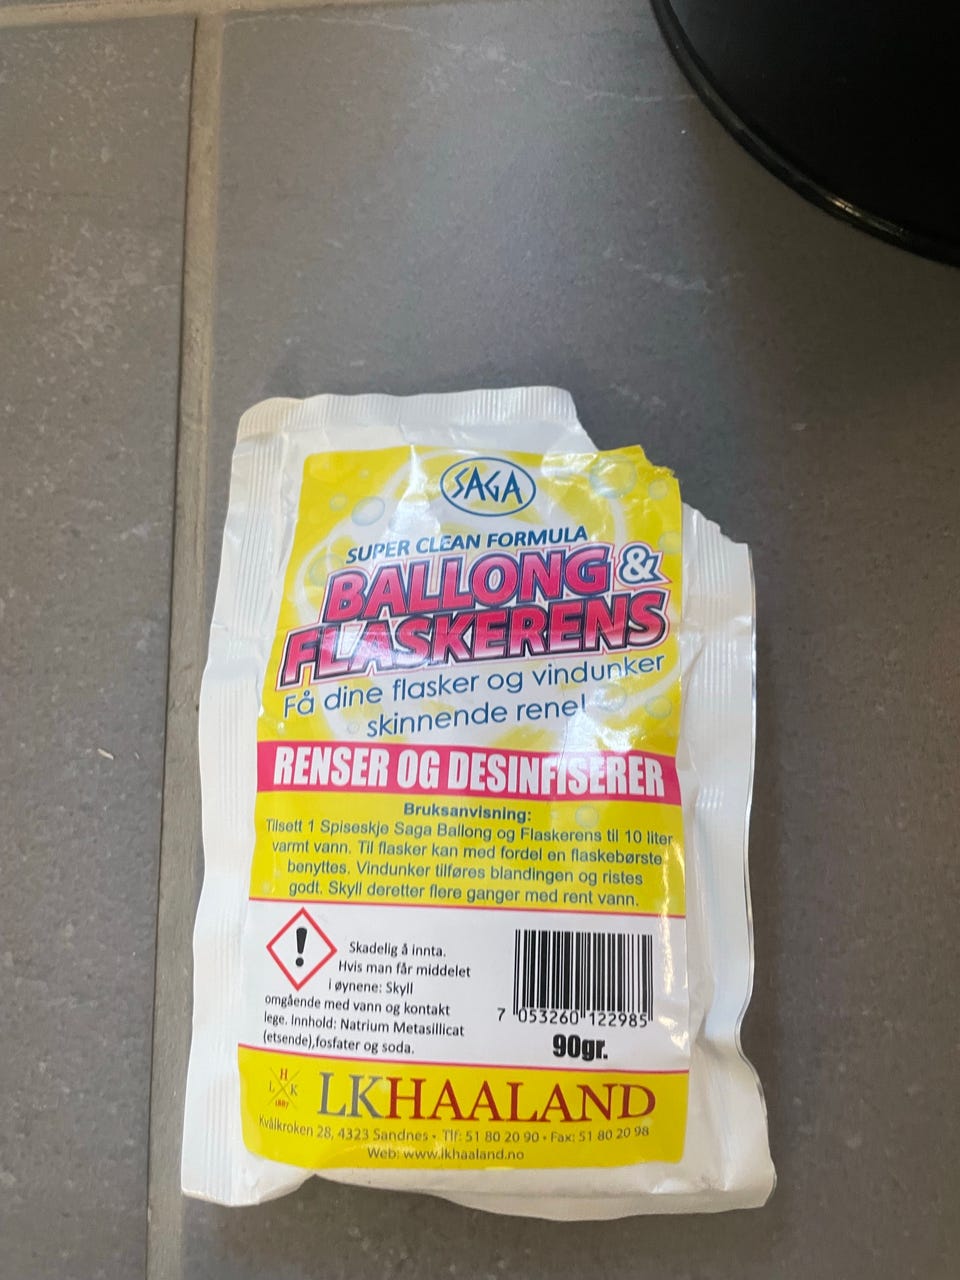 SAGA
SUPER CLEAN FORMULA
BALLONG &
FLASKERENS
Få dine flasker og vindunker
skinnende rene!
RENSER OG DESINFISERER
Bruksanvisning:
Tilsett 1 Spiseskje Saga Ballong og Flaskerens til 10 liter
varmt vann. Til flasker kan med fordel en flaskebørste
benyttes. Vindunker tilføres blandingen og ristes
godt. Skyll deretter flere ganger med rent vann.
Skadelig å innta.
Hvis man får middelet
i øynene: Skyll
omgående med vann og kontakt
lege. Innhold: Natrium Metasillicat
(etsende),fosfater og soda.
7 053260 122985
90gr.
H
L K
1887
LKHAALAND
Kvålkroken 28, 4323 Sandnes • Tlf: 51 80 20 90 • Fax: 51 80 20 98
Web: www.lkhaaland.no